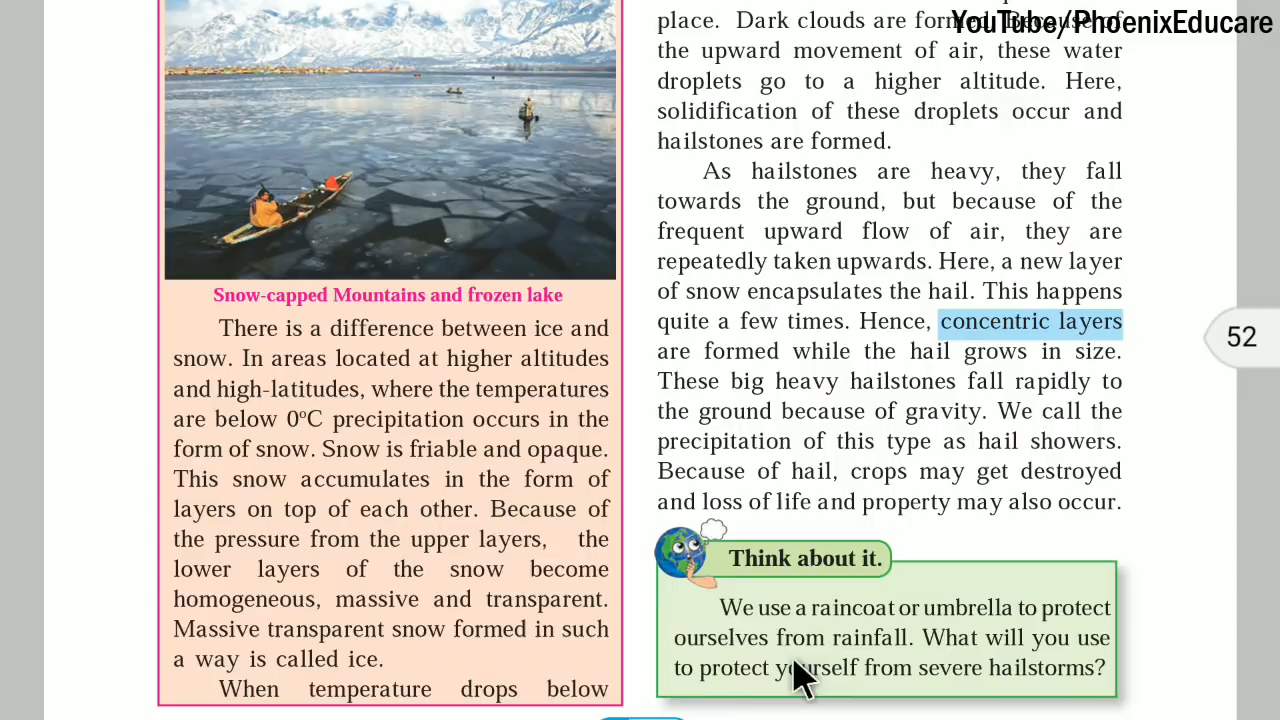 Snow-capped Mountains and frozen lake
There is a difference between ice and
snow. In areas located at higher altitudes
and high-latitudes, where the temperatures
are below 0°C precipitation occurs in the
form of snow. Snow is friable and opaque.
This snow accumulates in the form of
layers on top of each other. Because of
the pressure from the upper layers, the
lower layers of the snow become
homogeneous, massive and transparent.
Massive transparent snow formed in such
a way is called ice.
When temperature drops below
place. Dark clouds are formed. Because of
YouTube/PhoenixEducare
the upward movement of air, these water
droplets go to a higher altitude. Here,
solidification of these droplets occur and
hailstones are formed.
As hailstones are heavy, they fall
towards the ground, but because of the
frequent upward flow of air, they are
repeatedly taken upwards. Here, a new layer
of snow encapsulates the hail. This happens
quite a few times. Hence, concentric layers
are formed while the hail grows in size.
These big heavy hailstones fall rapidly to
the ground because of gravity. We call the
precipitation of this type as hail showers.
Because of hail, crops may get destroyed
and loss of life and property may also occur.
Think about it.
We use a raincoat or umbrella to protect
ourselves from rainfall. What will you use
to protect yourself from severe hailstorms?
52